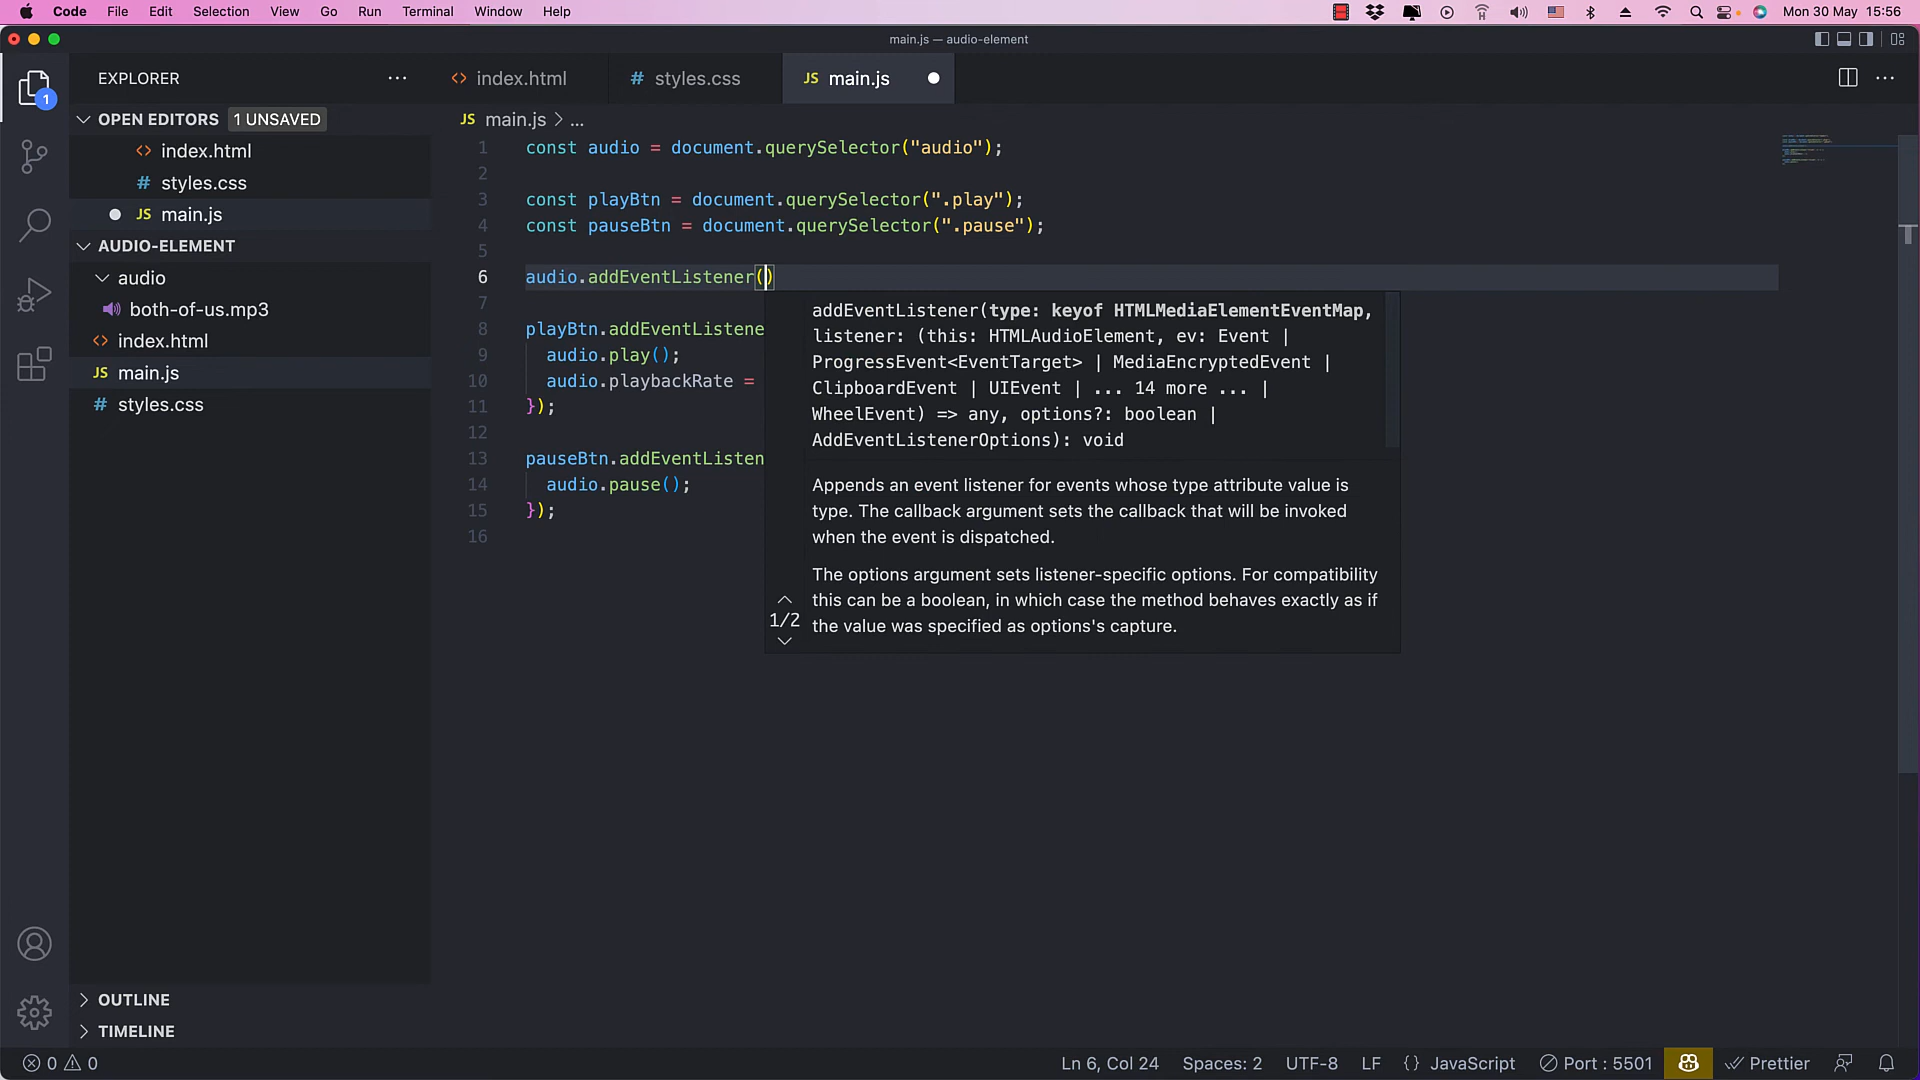 Code File Edit Selection View Go Run Terminal Window Help Mon 30 May 15:56
main.js — audio-element
EXPLORER
index.html
styles.css
JS main.js
OPEN EDITORS 1 UNSAVED
index.html
# styles.css
JS main.js
AUDIO-ELEMENT
audio
both-of-us.mp3
index.html
JS main.js
# styles.css
OUTLINE
TIMELINE
1
JS main.js > ...
1 const audio = document.querySelector("audio");
2
3 const playBtn = document.querySelector(".play");
4 const pauseBtn = document.querySelector(".pause");
5
6 audio.addEventListener()
7
8 playBtn.addEventListene
9 audio.play();
10 audio.playbackRate =
11 });
12
13 pauseBtn.addEventListen
14 audio.pause();
15 });
16
addEventListener(type: keyof HTMLMediaElementEventMap,
listener: (this: HTMLAudioElement, ev: Event |
ProgressEvent<EventTarget> | MediaEncryptedEvent |
ClipboardEvent | UIEvent | ... 14 more ... |
WheelEvent) => any, options?: boolean |
AddEventListenerOptions): void
Appends an event listener for events whose type attribute value is
type. The callback argument sets the callback that will be invoked
when the event is dispatched.
The options argument sets listener-specific options. For compatibility
this can be a boolean, in which case the method behaves exactly as if
the value was specified as options's capture.
1/2
0 0 Ln 6, Col 24 Spaces: 2 UTF-8 LF {} JavaScript Port : 5501 Prettier